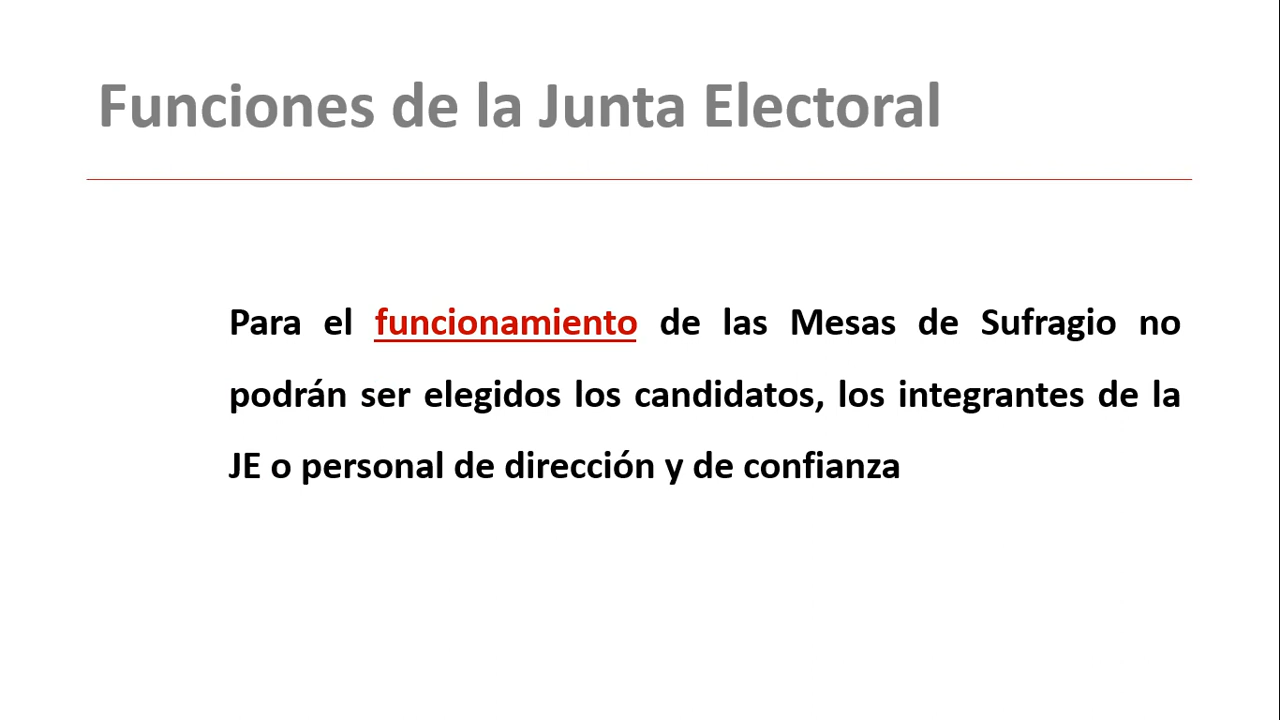 Funciones de la Junta Electoral
Para el funcionamiento de las Mesas de Sufragio no
podrán ser elegidos los candidatos, los integrantes de la
JE o personal de dirección y de confianza